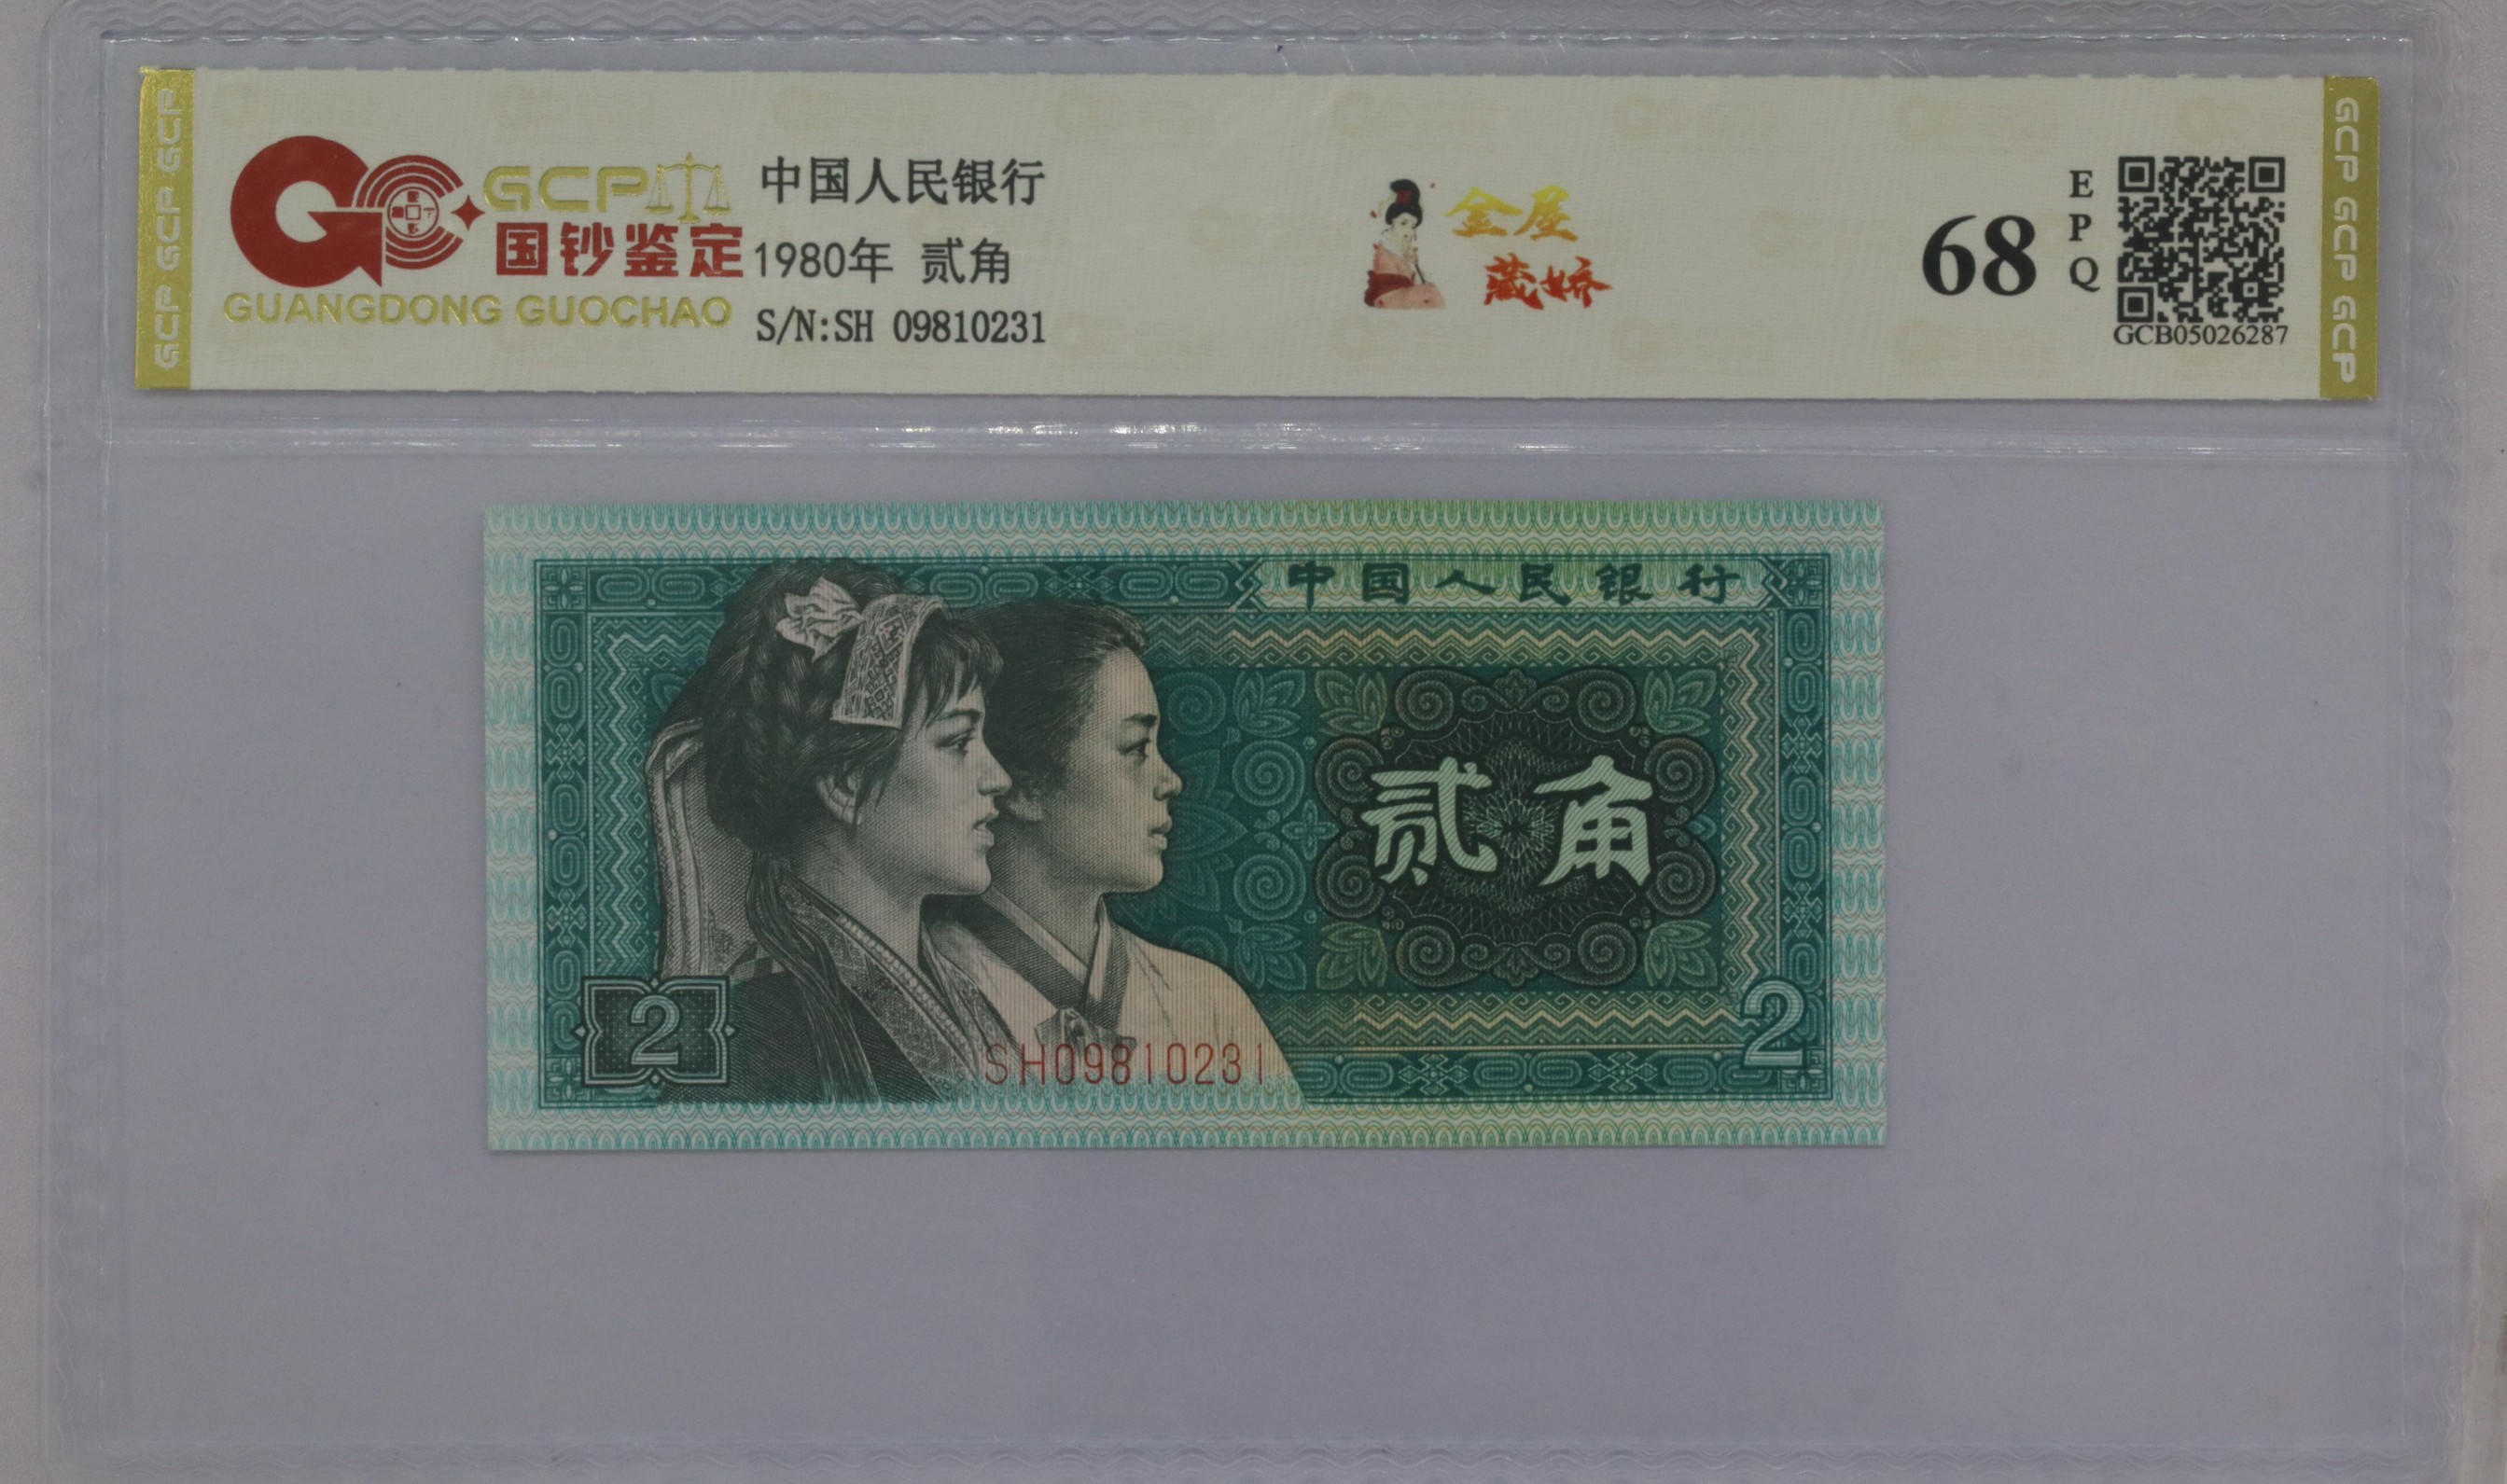 GCP GCP GCP
GCP
国钞鉴定
GUANGDONG GUOCHAO
中国人民银行
1980年 贰角
S/N:SH 09810231
金屋
藏娇
68
EPQ
GCB05026287
GCP GCP GCP
中国人民银行
贰角
2
2
SH09810231